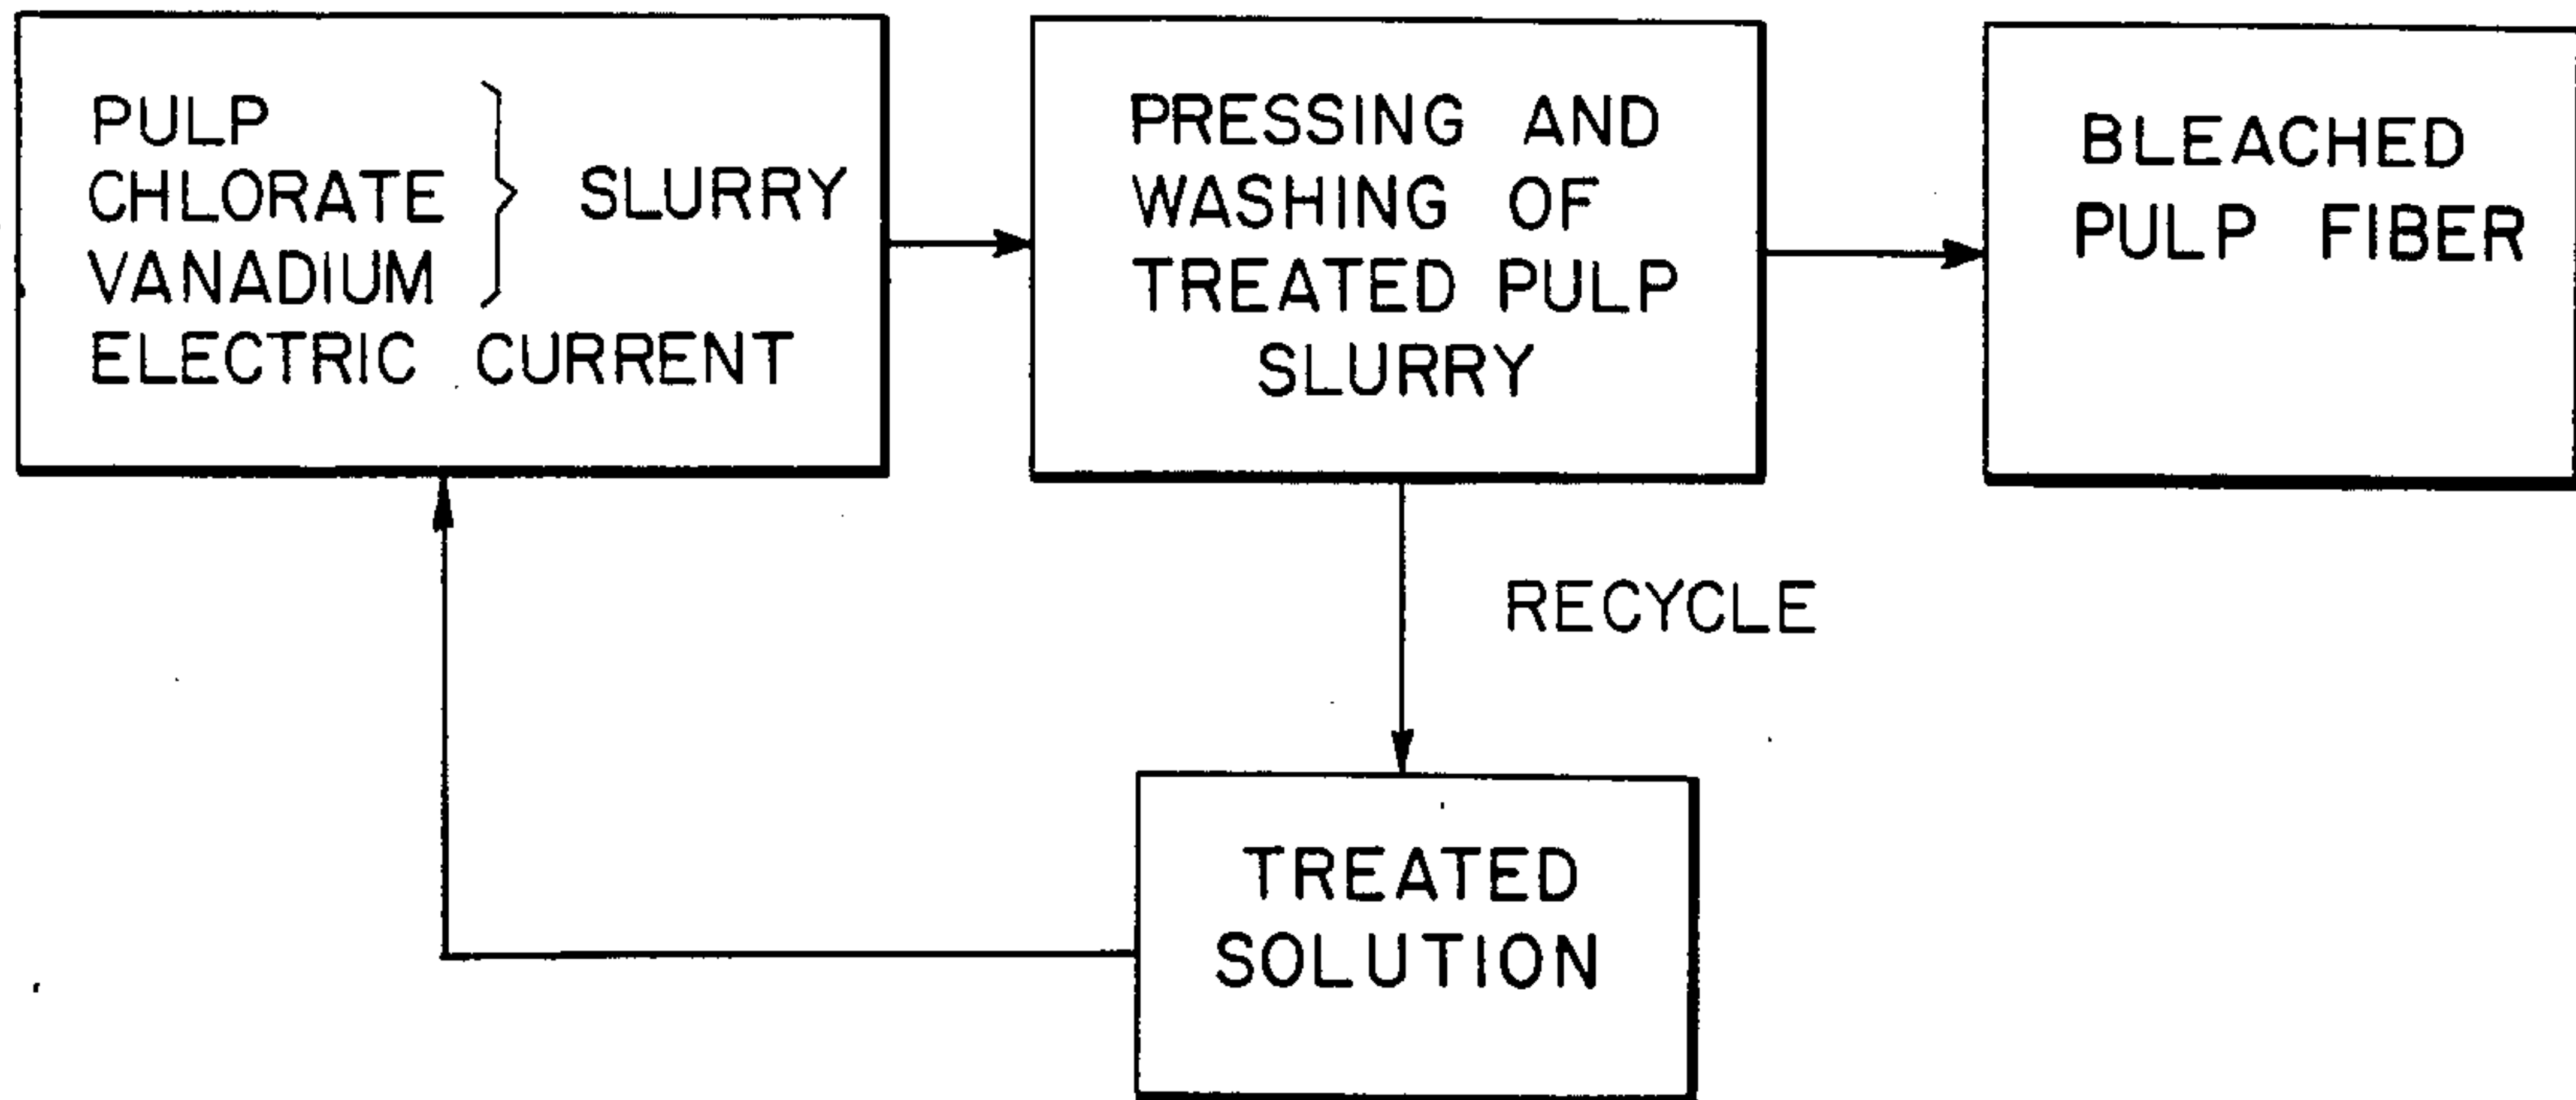 PULP
CHLORATE
VANADIUM
SLURRY
ELECTRIC CURRENT
PRESSING AND
WASHING OF
TREATED PULP
SLURRY
BLEACHED
PULP FIBER
RECYCLE
TREATED
SOLUTION